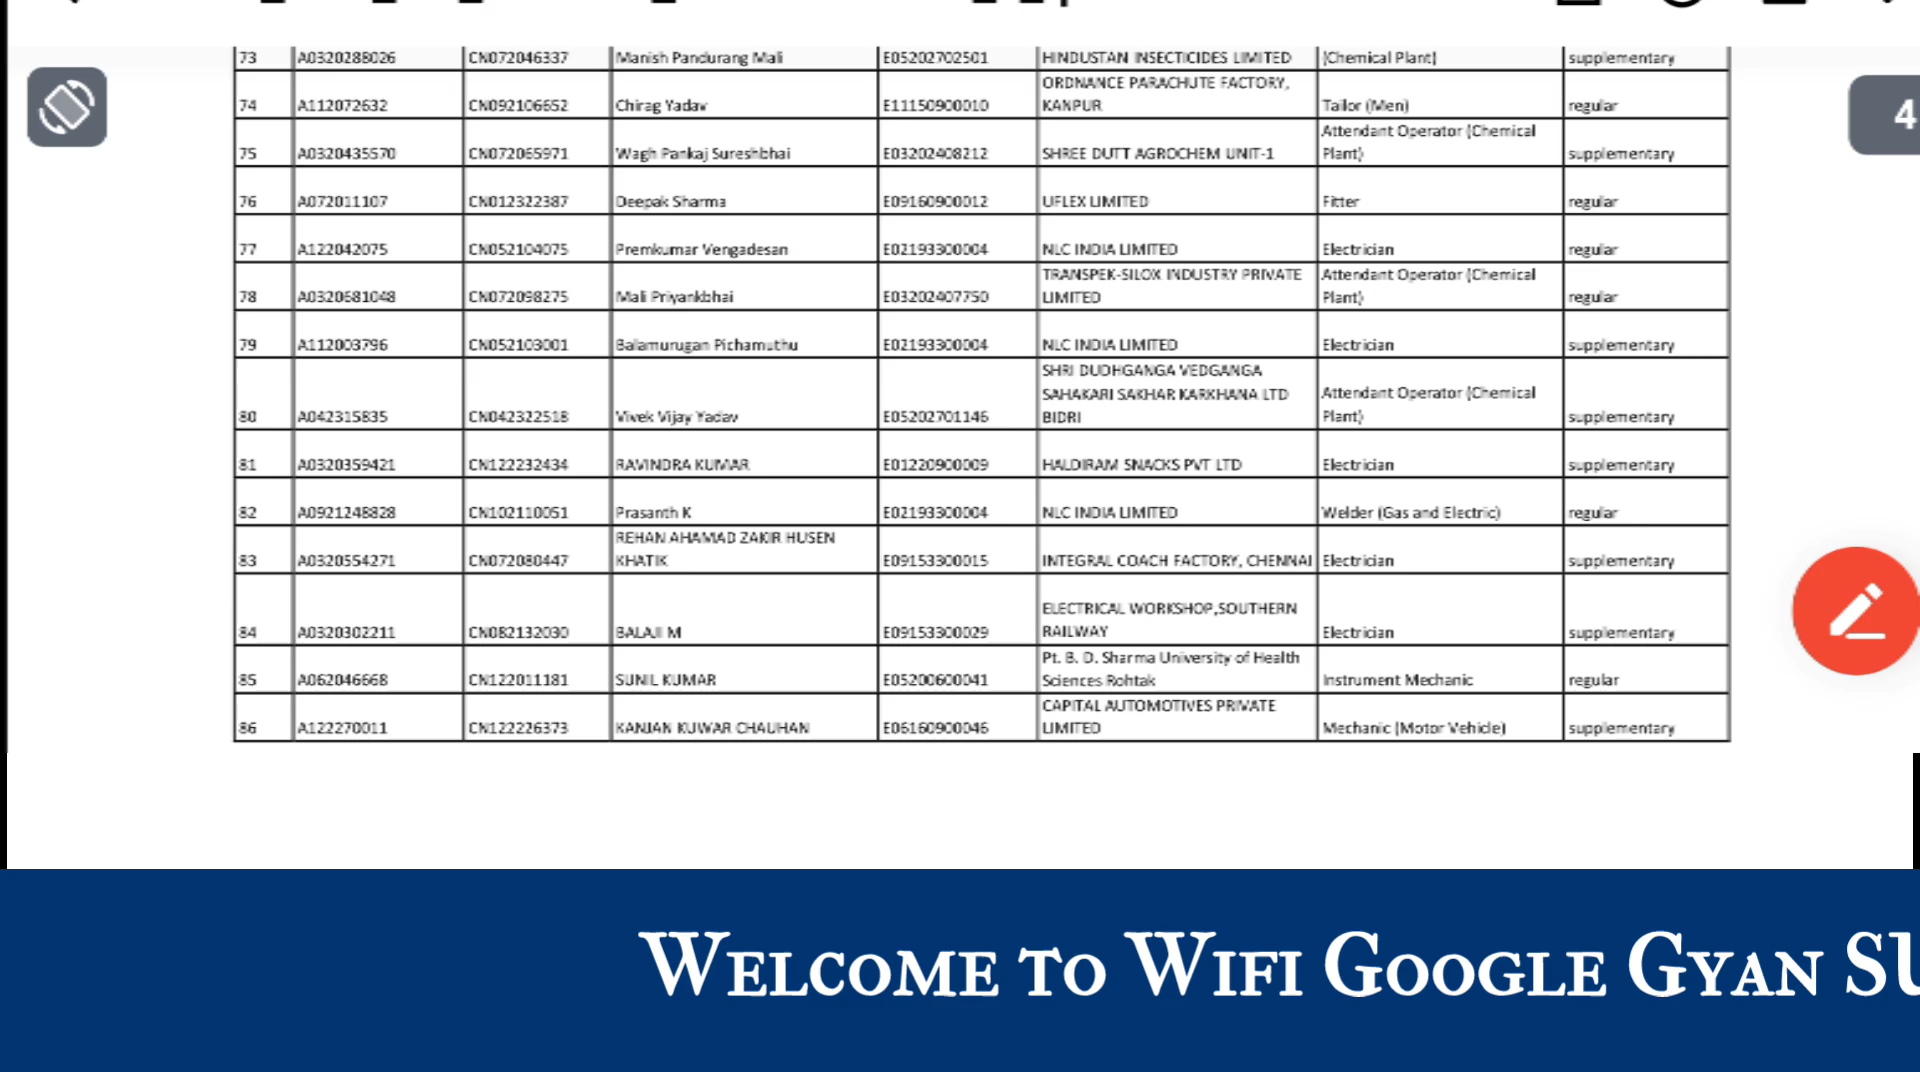 73 A0320288026 CN072046337 Manish Pandurang Mali E05202702501 HINDUSTAN INSECTICIDES LIMITED (Chemical Plant) supplementary
74 A112072632 CN092106652 Chirag Yadav E11150900010 ORDNANCE PARACHUTE FACTORY, KANPUR Tailor (Men) regular
75 A0320435570 CN072065971 Wagh Pankaj Sureshbhai E03202408212 SHREE DUTT AGROCHEM UNIT-1 Attendant Operator (Chemical Plant) supplementary
76 A072011107 CN012322387 Deepak Sharma E09160900012 UFLEX LIMITED Fitter regular
77 A122042075 CN052104075 Premkumar Vengadesan E02193300004 NLC INDIA LIMITED Electrician regular
78 A0320681048 CN072098275 Mali Priyankbhai E03202407750 TRANSPEK-SILOX INDUSTRY PRIVATE LIMITED Attendant Operator (Chemical Plant) regular
79 A112003796 CN052103001 Balamurugan Pichamuthu E02193300004 NLC INDIA LIMITED Electrician supplementary
80 A042315835 CN042322518 Vivek Vijay Yadav E05202701146 SHRI DUDHGANGA VEDGANGA SAHAKARI SAKHAR KARKHANA LTD BIDRI Attendant Operator (Chemical Plant) supplementary
81 A0320359421 CN122232434 RAVINDRA KUMAR E01220900009 HALDIRAM SNACKS PVT LTD Electrician supplementary
82 A0921248828 CN102110051 Prasanth K E02193300004 NLC INDIA LIMITED Welder (Gas and Electric) regular
83 A0320554271 CN072080447 REHAN AHAMAD ZAKIR HUSEN KHATIK E09153300015 INTEGRAL COACH FACTORY, CHENNAI Electrician supplementary
84 A0320302211 CN082132030 BALAJI M E09153300029 ELECTRICAL WORKSHOP,SOUTHERN RAILWAY Electrician supplementary
85 A062046668 CN122011181 SUNIL KUMAR E05200600041 Pt. B. D. Sharma University of Health Sciences Rohtak Instrument Mechanic regular
86 A122270011 CN122226373 KANJAN KUWAR CHAUHAN E06160900046 CAPITAL AUTOMOTIVES PRIVATE LIMITED Mechanic (Motor Vehicle) supplementary
4
WELCOME TO WIFI GOOGLE GYAN SU